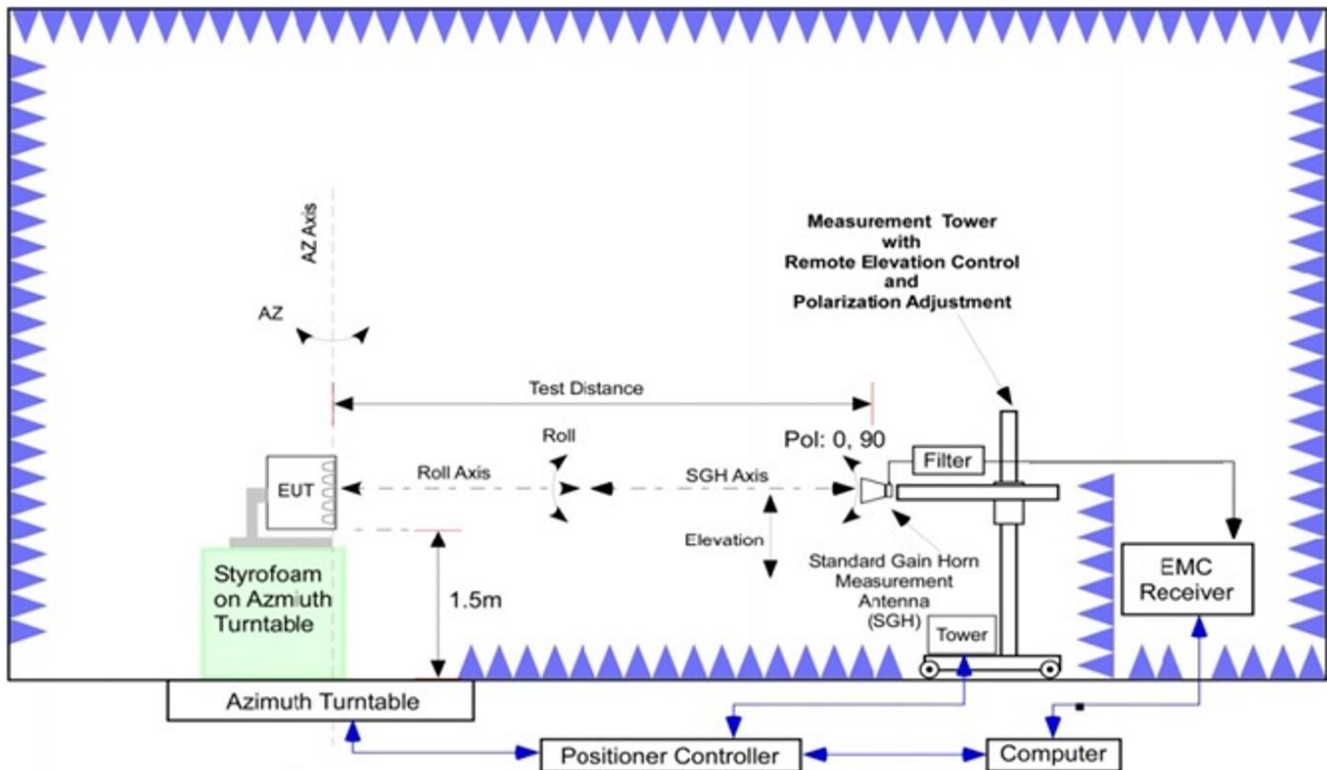 AZ Axis
AZ
Measurement Tower
with
Remote Elevation Control
and
Polarization Adjustment
Test Distance
Roll
Pol: 0, 90
Filter
EUT
Roll Axis
SGH Axis
Elevation
Standard Gain Horn
Measurement
Antenna
(SGH)
EMC
Receiver
Styrofoam
on Azmiuth
Turntable
1.5m
Tower
Azimuth Turntable
Positioner Controller
Computer